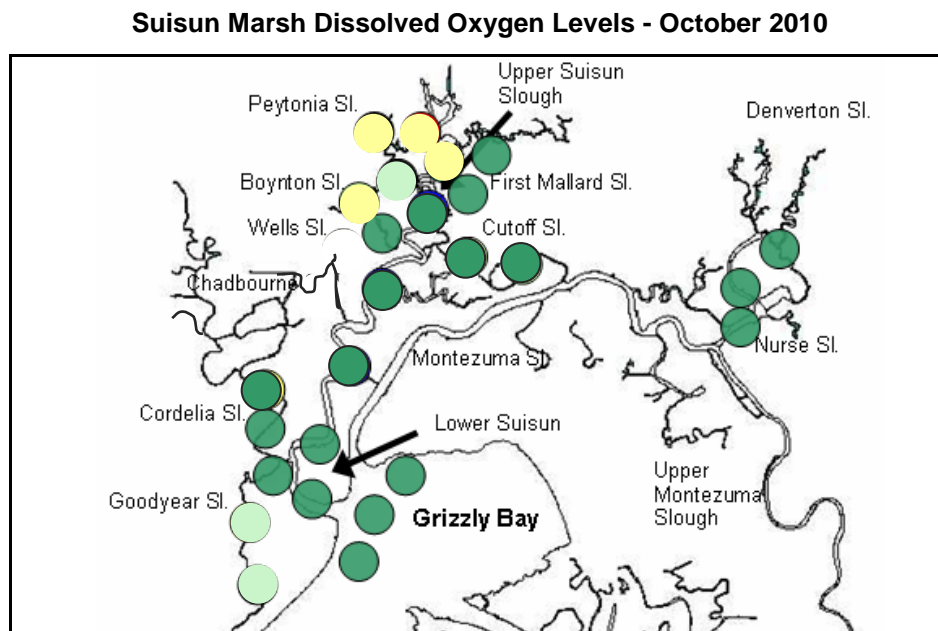 Suisun Marsh Dissolved Oxygen Levels - October 2010
Upper Suisun
Slough
Peytonia Sl.
Denverton Sl.
Boynton Sl.
First Mallard Sl.
Wells Sl.
Cutoff Sl.
Chadbourne
Montezuma Sl.
Nurse Sl.
Cordelia Sl.
Lower Suisun
Upper
Montezuma
Slough
Goodyear Sl.
Grizzly Bay